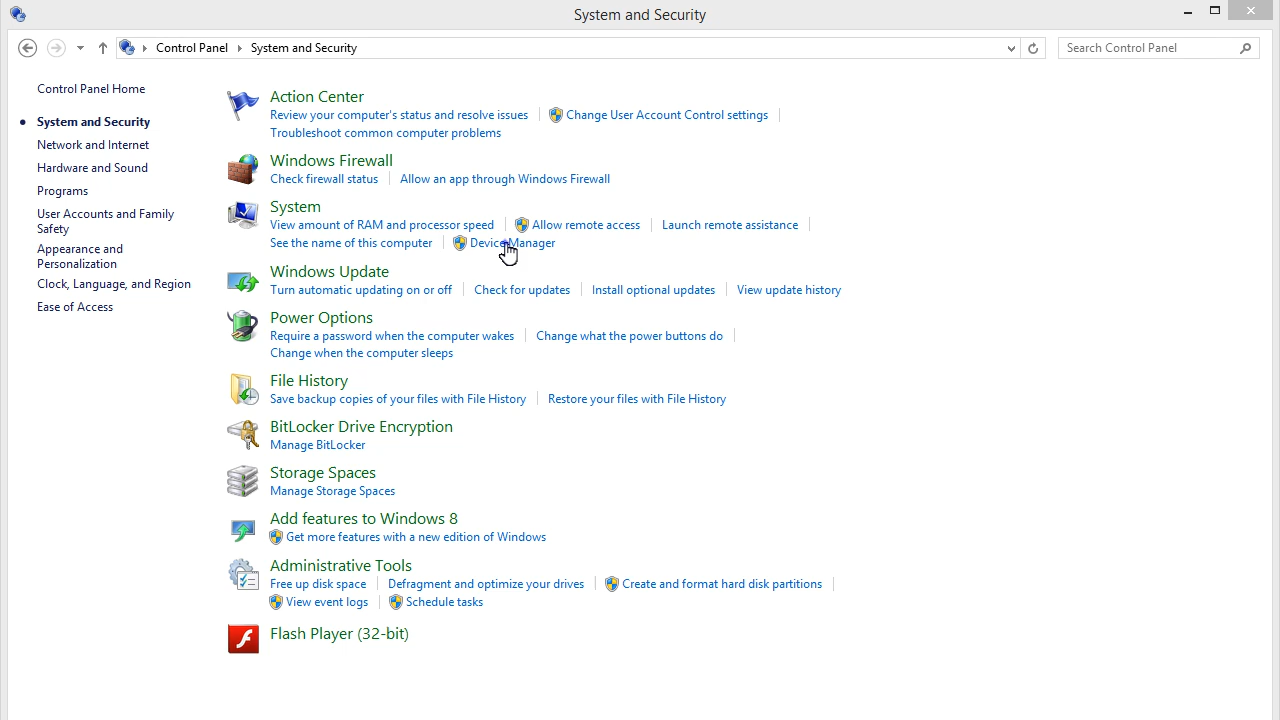 System and Security
Control Panel System and Security
Search Control Panel
Control Panel Home
System and Security
Network and Internet
Hardware and Sound
Programs
User Accounts and Family
Safety
Appearance and
Personalization
Clock, Language, and Region
Ease of Access
Action Center
Review your computer's status and resolve issues Change User Account Control settings
Troubleshoot common computer problems
Windows Firewall
Check firewall status Allow an app through Windows Firewall
System
View amount of RAM and processor speed Allow remote access Launch remote assistance
See the name of this computer Device Manager
Windows Update
Turn automatic updating on or off Check for updates Install optional updates View update history
Power Options
Require a password when the computer wakes Change what the power buttons do
Change when the computer sleeps
File History
Save backup copies of your files with File History Restore your files with File History
BitLocker Drive Encryption
Manage BitLocker
Storage Spaces
Manage Storage Spaces
Add features to Windows 8
Get more features with a new edition of Windows
Administrative Tools
Free up disk space Defragment and optimize your drives Create and format hard disk partitions
View event logs Schedule tasks
Flash Player (32-bit)